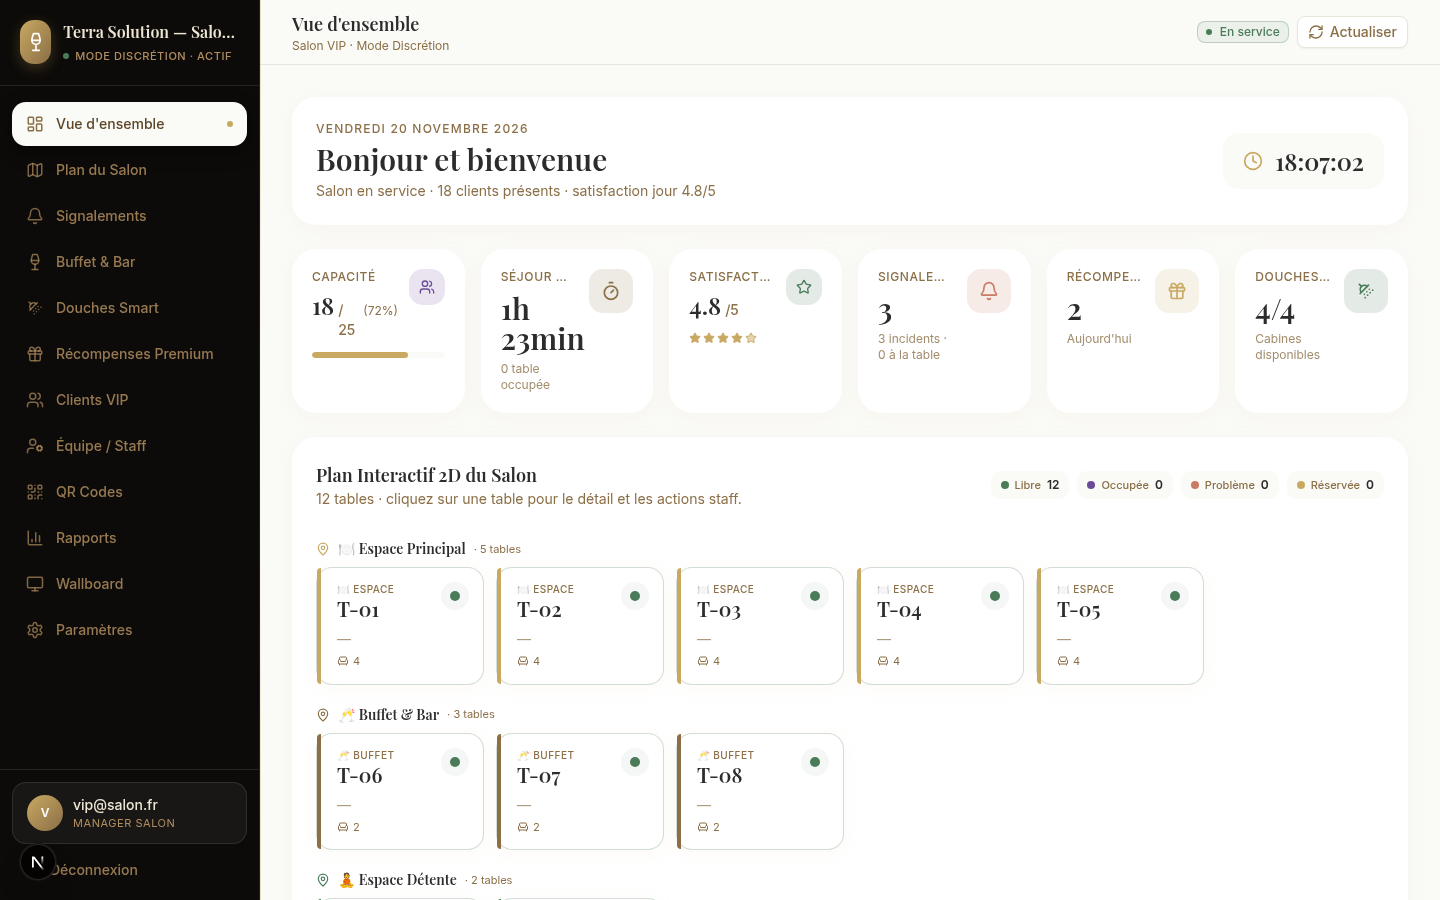 Terra Solution — Salo...
MODE DISCRÉTION · ACTIF
Vue d'ensemble
Plan du Salon
Signalements
Buffet & Bar
Douches Smart
Récompenses Premium
Clients VIP
Équipe / Staff
QR Codes
Rapports
Wallboard
Paramètres
V
vip@salon.fr
MANAGER SALON
N
Déconnexion
Vue d'ensemble
Salon VIP · Mode Discrétion
En service
Actualiser
VENDREDI 20 NOVEMBRE 2026
Bonjour et bienvenue
Salon en service · 18 clients présents · satisfaction jour 4.8/5
18:07:02
CAPACITÉ
18 / 25 (72%)
SÉJOUR ...
1h 23min
0 table occupée
SATISFACT...
4.8 /5
SIGNALE...
3
3 incidents ·
0 à la table
RÉCOMPE...
2
Aujourd'hui
DOUCHES...
4/4
Cabines
disponibles
Plan Interactif 2D du Salon
12 tables · cliquez sur une table pour le détail et les actions staff.
Libre 12
Occupée 0
Problème 0
Réservée 0
Espace Principal · 5 tables
ESPACE
T-01
—
4
ESPACE
T-02
—
4
ESPACE
T-03
—
4
ESPACE
T-04
—
4
ESPACE
T-05
—
4
Buffet & Bar · 3 tables
BUFFET
T-06
—
2
BUFFET
T-07
—
2
BUFFET
T-08
—
2
Espace Détente · 2 tables